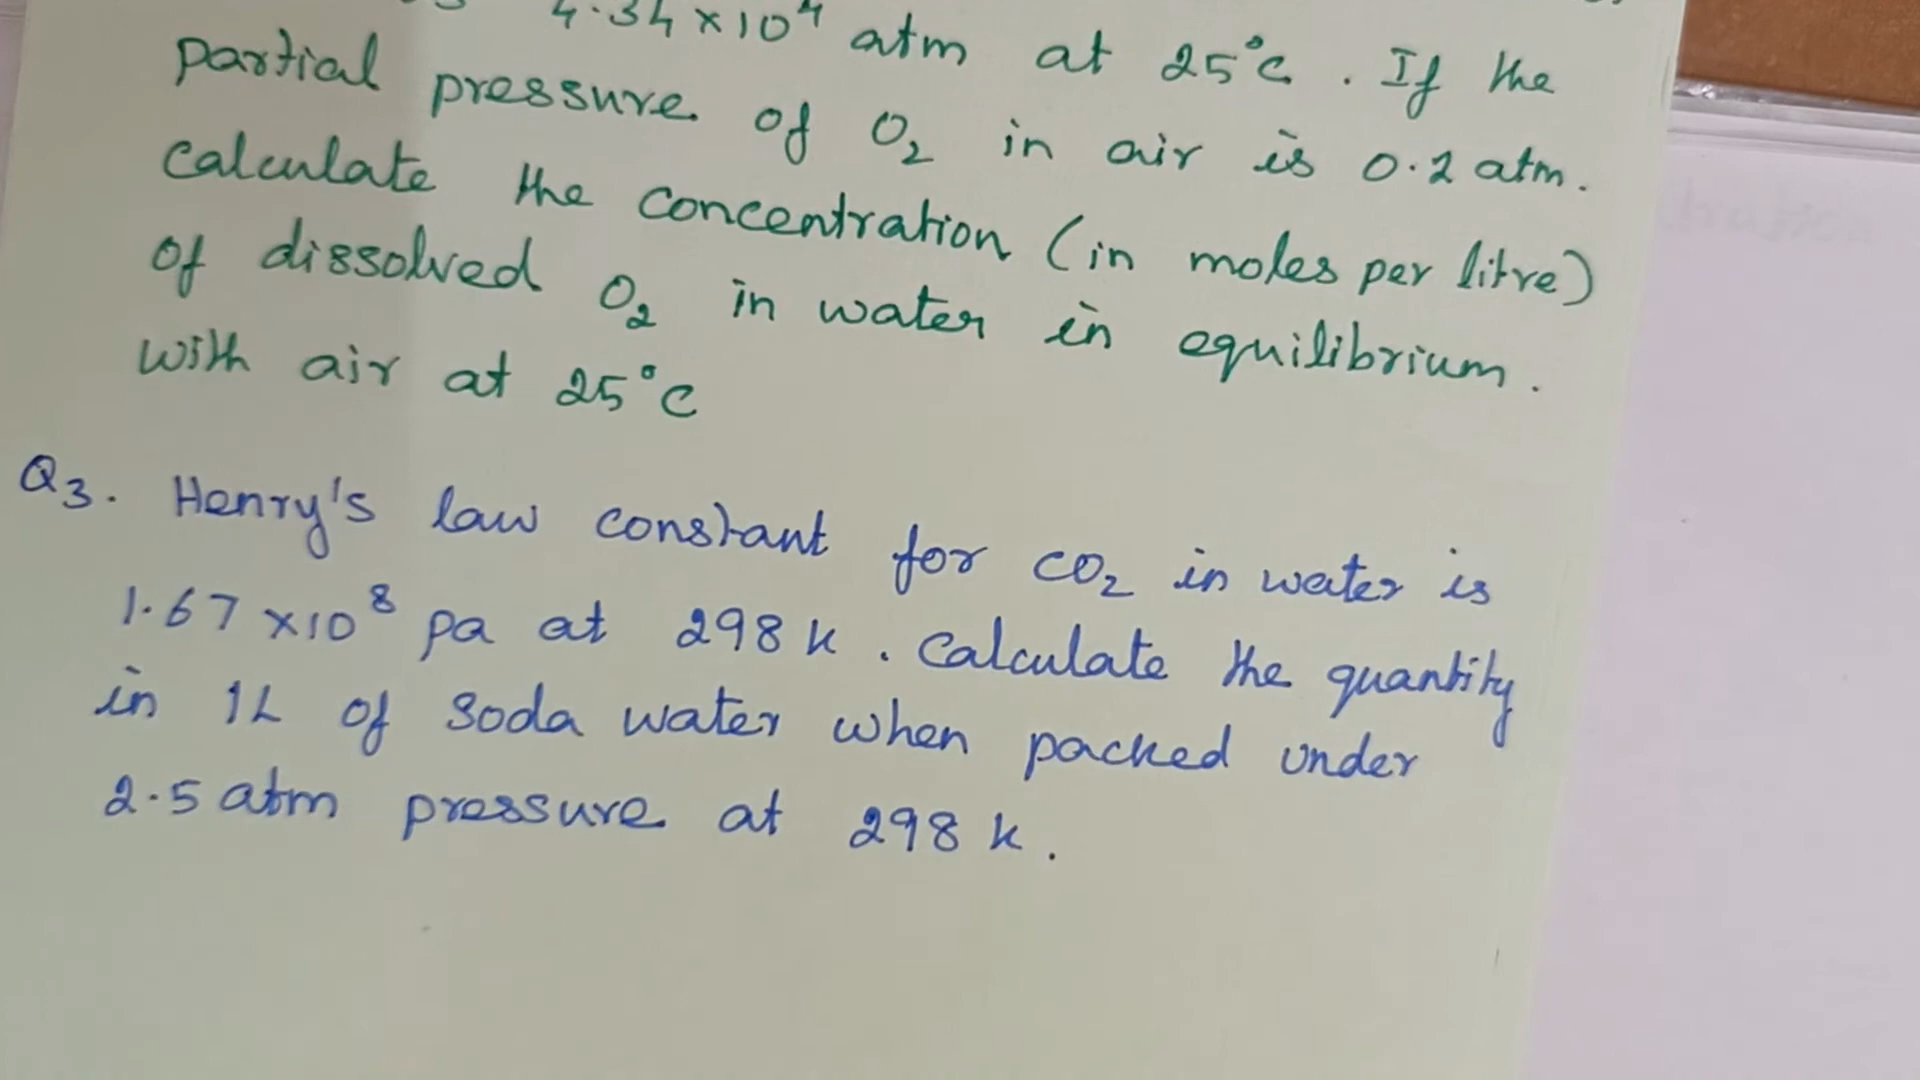 4.34 x 10⁴ atm at 25°c. If the
partial pressure of O₂ in air is 0.2 atm.
calculate the concentration (in moles per litre)
of dissolved O₂ in water in equilibrium.
with air at 25°c
Q3. Henry's law constant for CO₂ in water is
1.67 x 10⁸ pa at 298 k. Calculate the quantity
in 1L of soda water when packed under
2.5 atm pressure at 298 k.